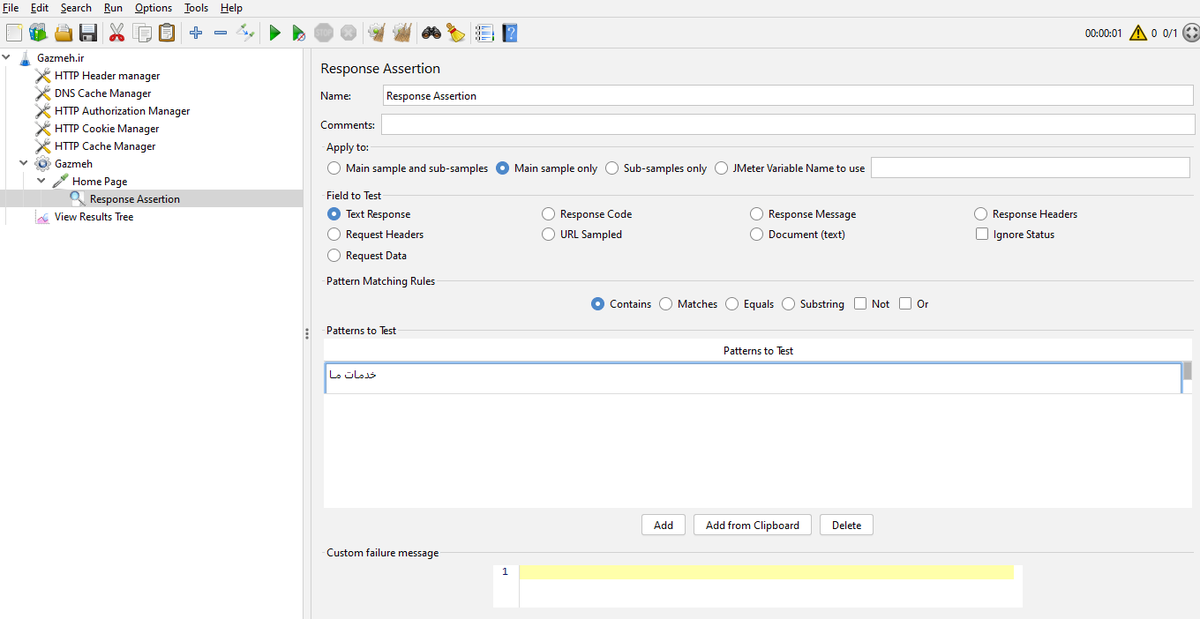 File Edit Search Run Options Tools Help
00:00:01 0 0/1
Gazmeh.ir
HTTP Header manager
DNS Cache Manager
HTTP Authorization Manager
HTTP Cookie Manager
HTTP Cache Manager
Gazmeh
Home Page
Response Assertion
View Results Tree
Response Assertion
Name: Response Assertion
Comments:
Apply to:
Main sample and sub-samples Main sample only Sub-samples only JMeter Variable Name to use
Field to Test
Text Response Response Code Response Message Response Headers
Request Headers URL Sampled Document (text) Ignore Status
Request Data
Pattern Matching Rules
Contains Matches Equals Substring Not Or
Patterns to Test
Patterns to Test
خدمات ما
Add Add from Clipboard Delete
Custom failure message
1